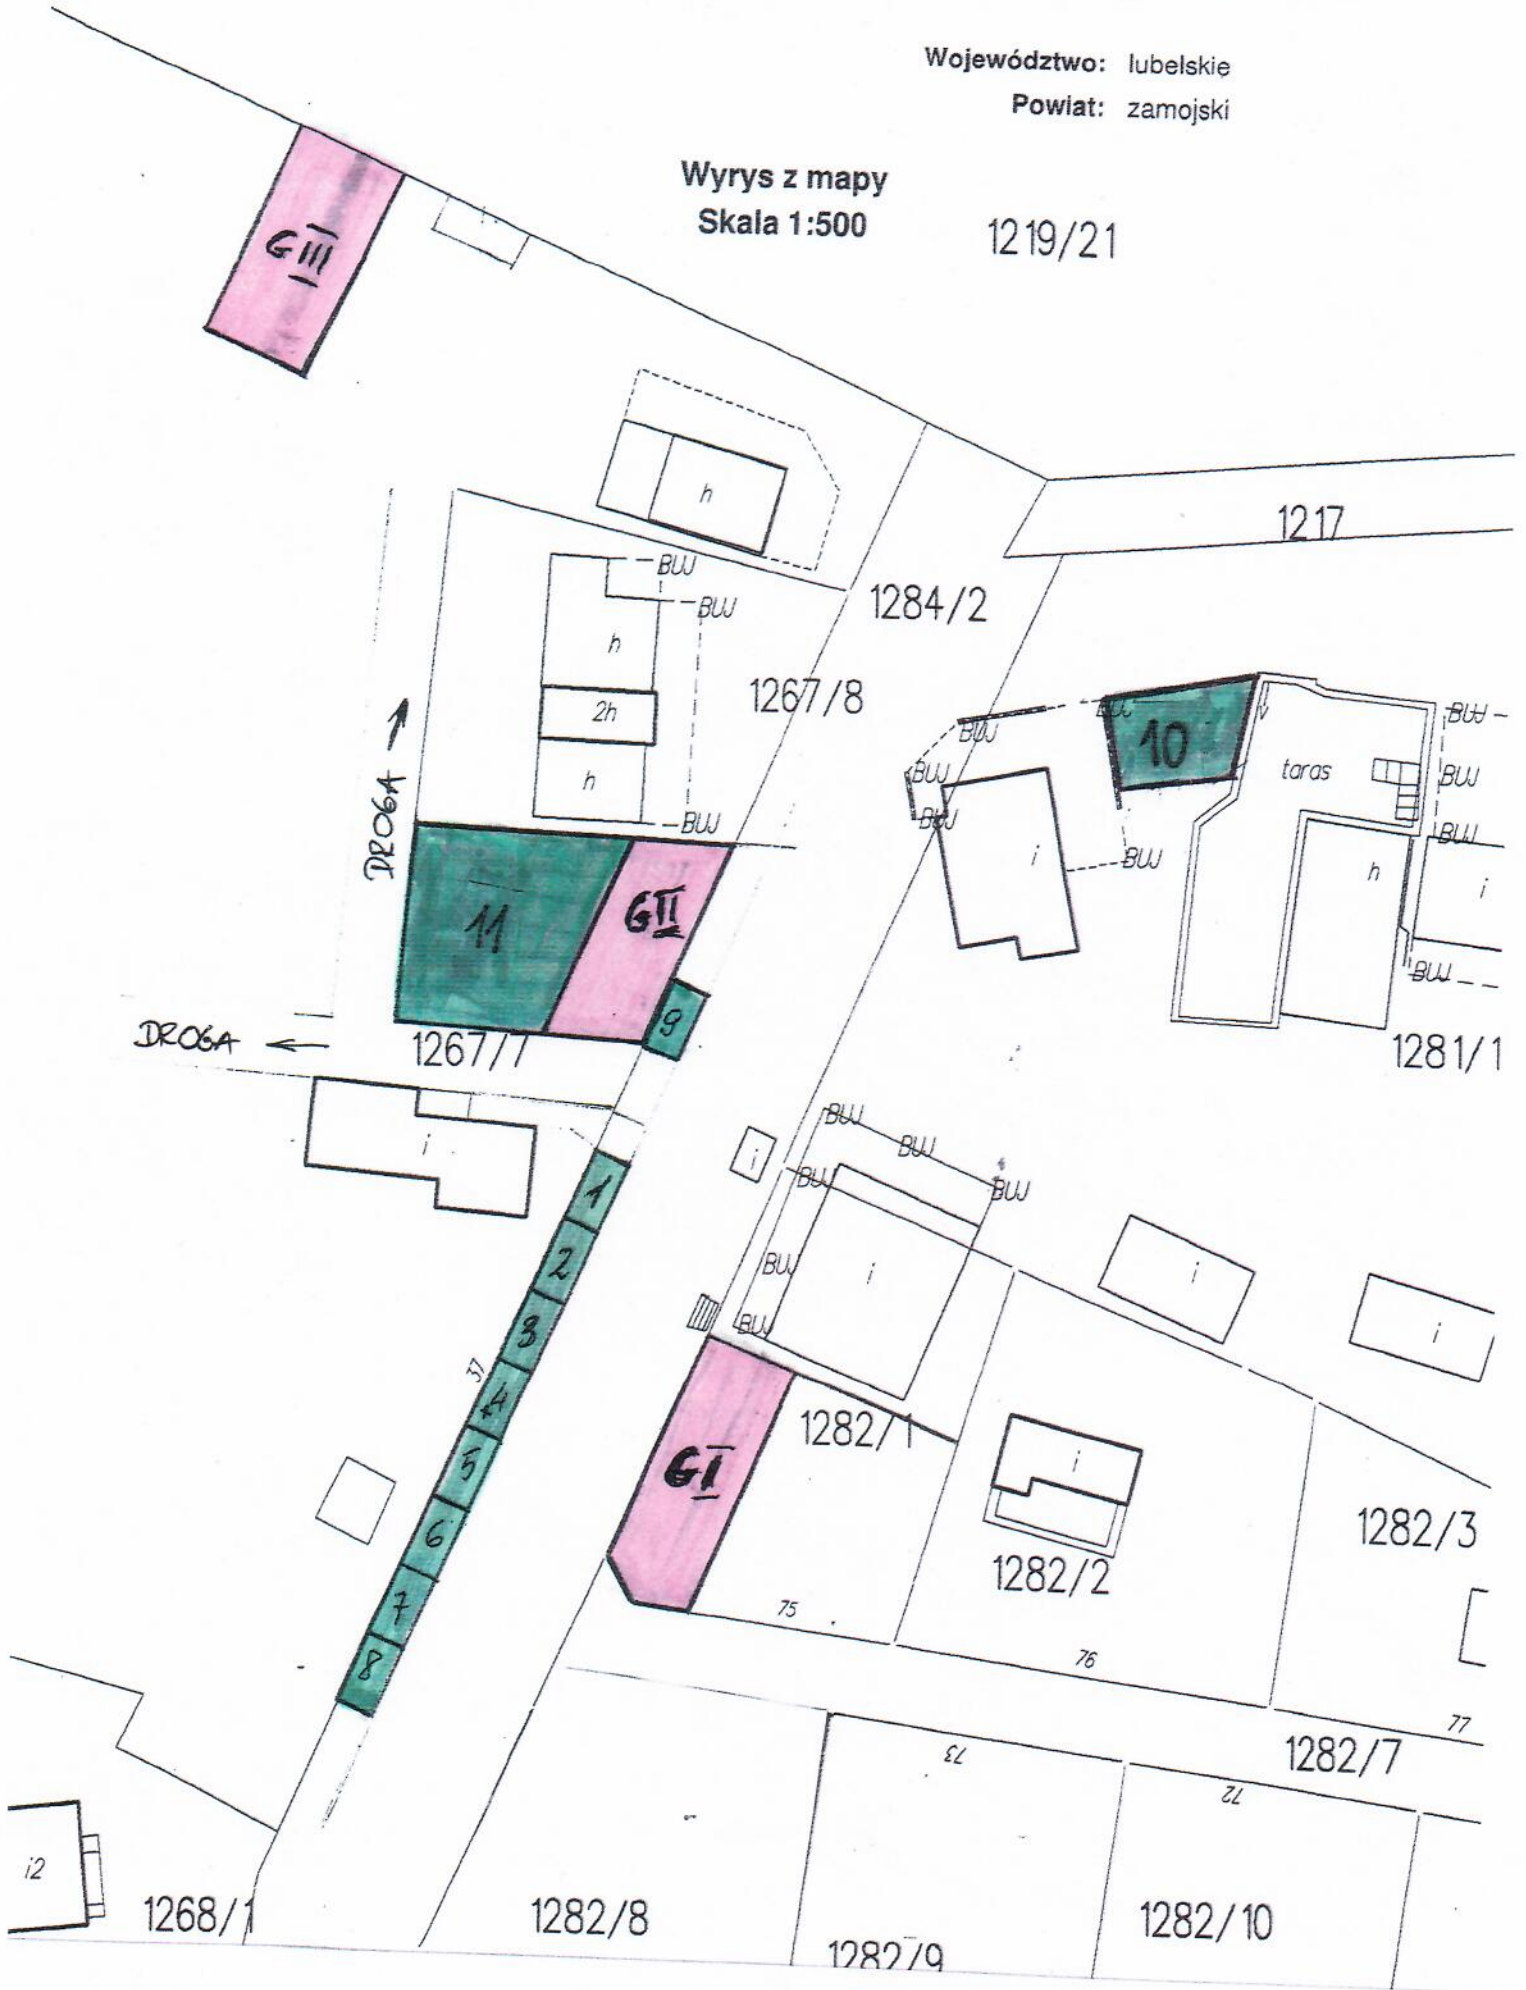 Województwo: lubelskie
Powiat: zamojski
Wyrys z mapy
Skala 1:500
1219/21
G III
h
1217
BUJ
BUJ
1284/2
h
1267/8
2h
BUJ
10
BUJ
BUJ
BUJ
taras
BUJ
h
DROGA
BUJ
BUJ
BUJ
i
BUJ
h
i
11
G II
BUJ
9
DROGA
1267/7
1281/1
i
BUJ
BUJ
i
BUJ
BUJ
1
2
BUJ
i
i
i
3
BUJ
37
4
1282/1
5
G I
i
6
1282/3
1282/2
7
75
8
76
77
73
1282/7
72
i2
1268/1
1282/8
1282/9
1282/10